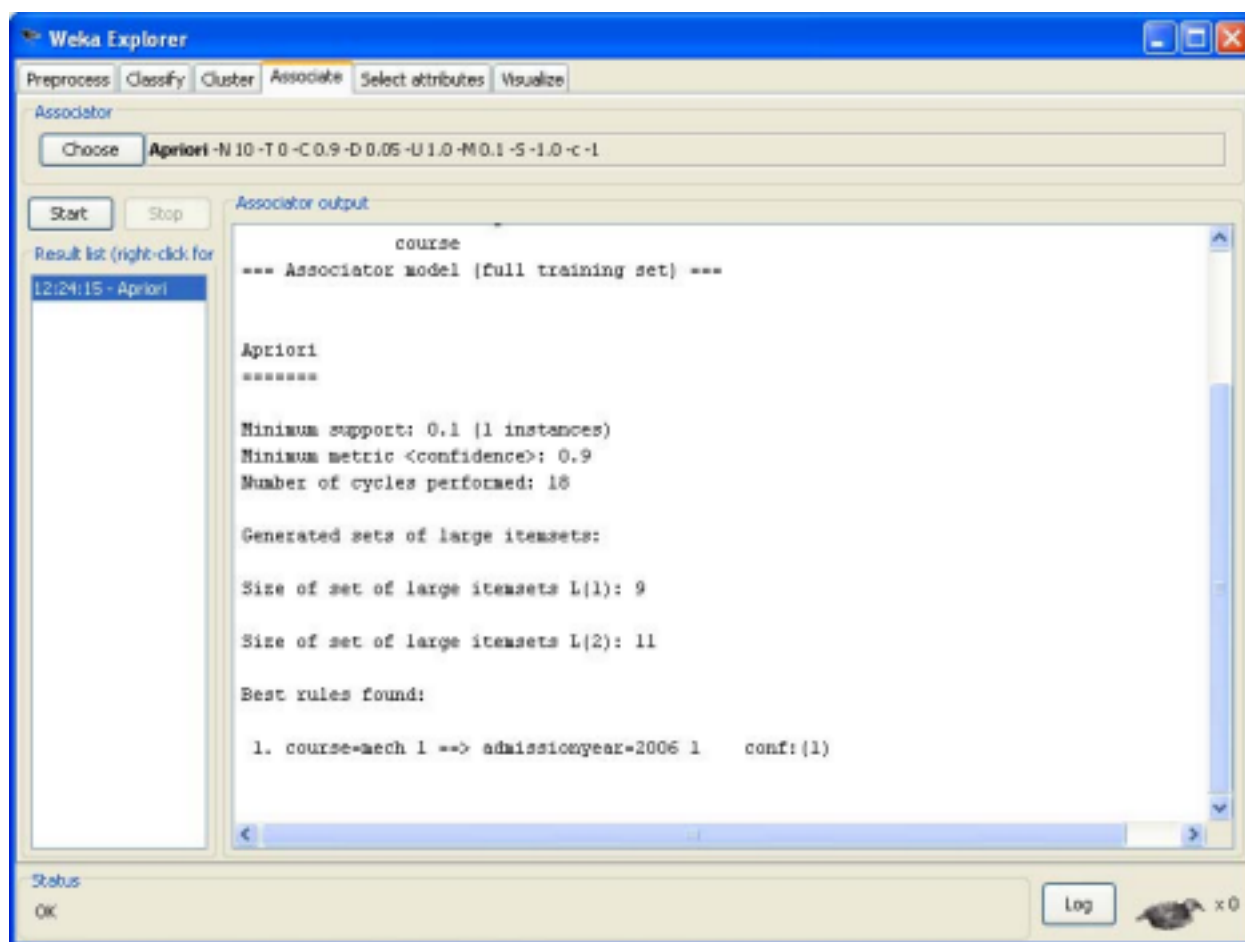 Weka Explorer
Preprocess Classify Cluster Associate Select attributes Visualize
Associator
Choose Apriori -N 10 -T 0 -C 0.9 -D 0.05 -U 1.0 -M 0.1 -S -1.0 -c -1
Start Stop
Associator output
Result list (right-click for
12:24:15 - Apriori
course
=== Associator model (full training set) ===
Apriori
=======
Minimum support: 0.1 (1 instances)
Minimum metric <confidence>: 0.9
Number of cycles performed: 18
Generated sets of large itemsets:
Size of set of large itemsets L(1): 9
Size of set of large itemsets L(2): 11
Best rules found:
1. course=mech 1 ==> admissionyear=2006 1 conf:(1)
Status
OK
Log
x 0